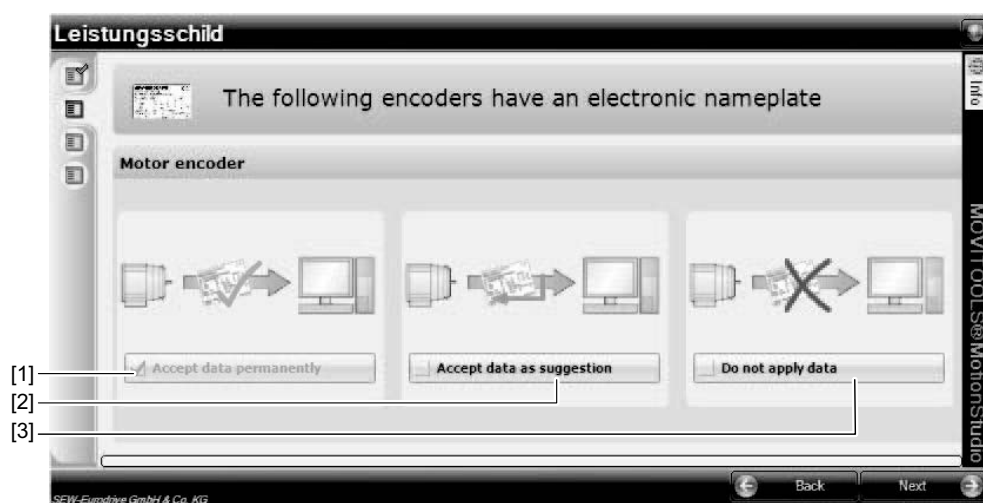 Leistungsschild
Info
The following encoders have an electronic nameplate
Motor encoder
[1]
Accept data permanently
[2]
Accept data as suggestion
[3]
Do not apply data
MOVITOOLS®MotionStudio
Back
Next
SEW-Eurodrive GmbH & Co. KG